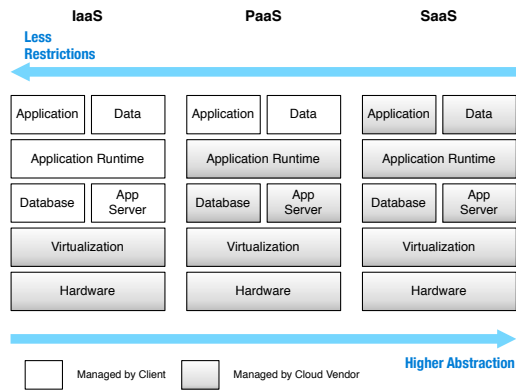 IaaS PaaS SaaS
Less
Restrictions
Application Data Application Data Application Data
Application Runtime Application Runtime Application Runtime
Database App Server Database App Server Database App Server
Virtualization Virtualization Virtualization
Hardware Hardware Hardware
Higher Abstraction
Managed by Client Managed by Cloud Vendor